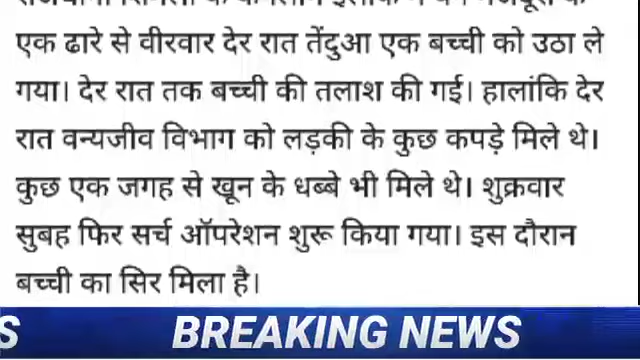 एक ढारे से वीरवार देर रात तेंदुआ एक बच्ची को उठा ले
गया। देर रात तक बच्ची की तलाश की गई। हालांकि देर
रात वन्यजीव विभाग को लड़की के कुछ कपड़े मिले थे।
कुछ एक जगह से खून के धब्बे भी मिले थे। शुक्रवार
सुबह फिर सर्च ऑपरेशन शुरू किया गया। इस दौरान
बच्ची का सिर मिला है।
S BREAKING NEWS